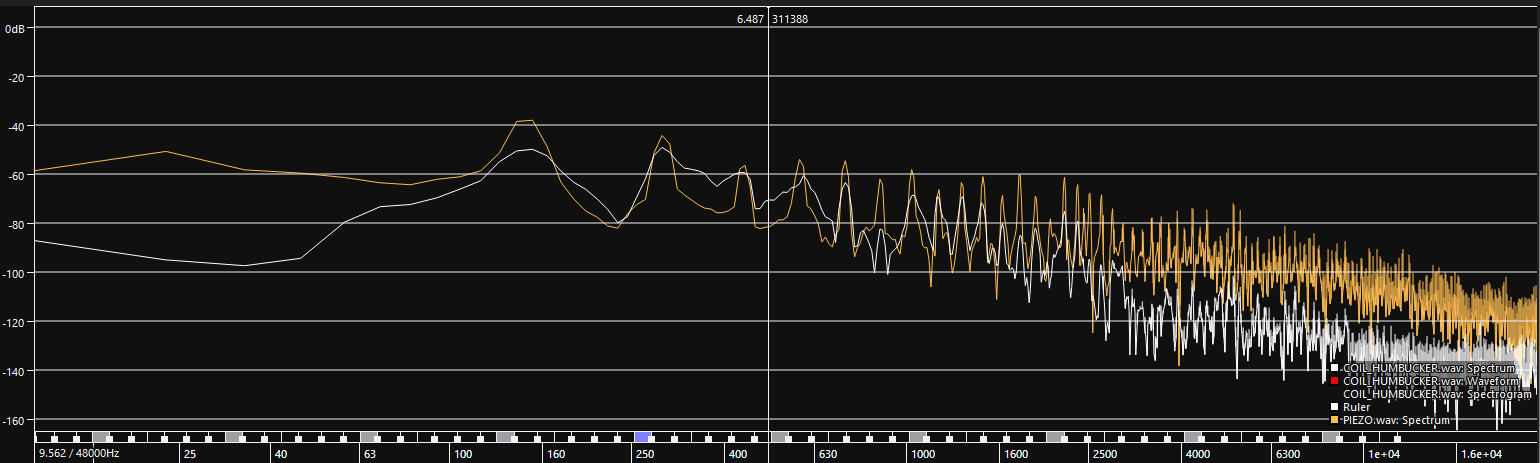 6.487 311388
0dB
-20
-40
-60
-80
-100
-120
-140
-160
COIL_HUMBUCKER.wav: Spectrum
COIL_HUMBUCKER.wav: Waveform
COIL_HUMBUCKER.wav: Spectrogram
Ruler
PIEZO.wav: Spectrum
9.562 / 48000Hz 25 40 63 100 160 250 400 630 1000 1600 2500 4000 6300 1e+04 1.6e+04